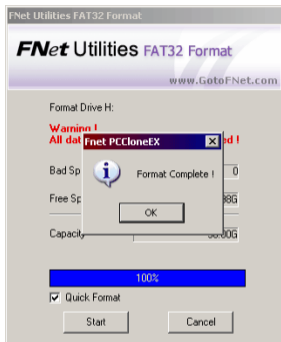 FNet Utilities FAT32 Format
FNet Utilities FAT32 Format
www.GotoFNet.com
Format Drive H:
Warning !
All dat
d !
Fnet PCCloneEX
Bad Sp
0
Format Complete !
Free Sp
OK
Capacity
100%
Quick Format
Start
Cancel